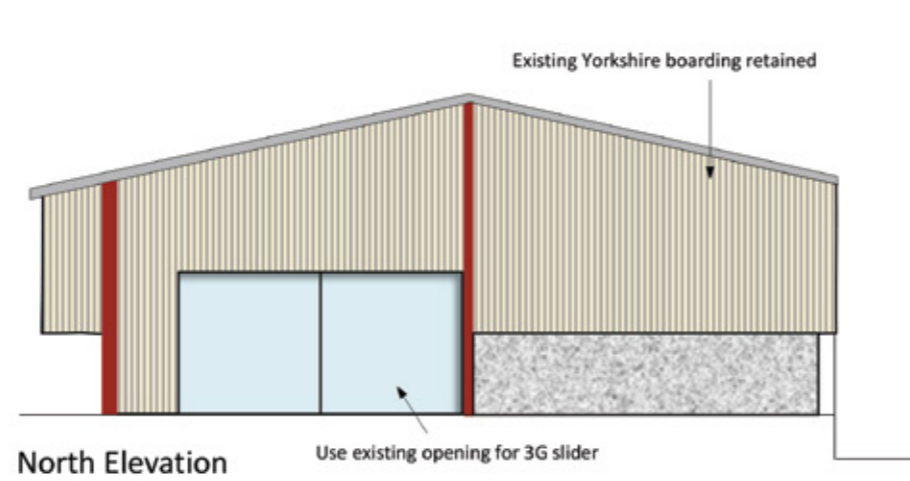 Existing Yorkshire boarding retained
Use existing opening for 3G slider
North Elevation